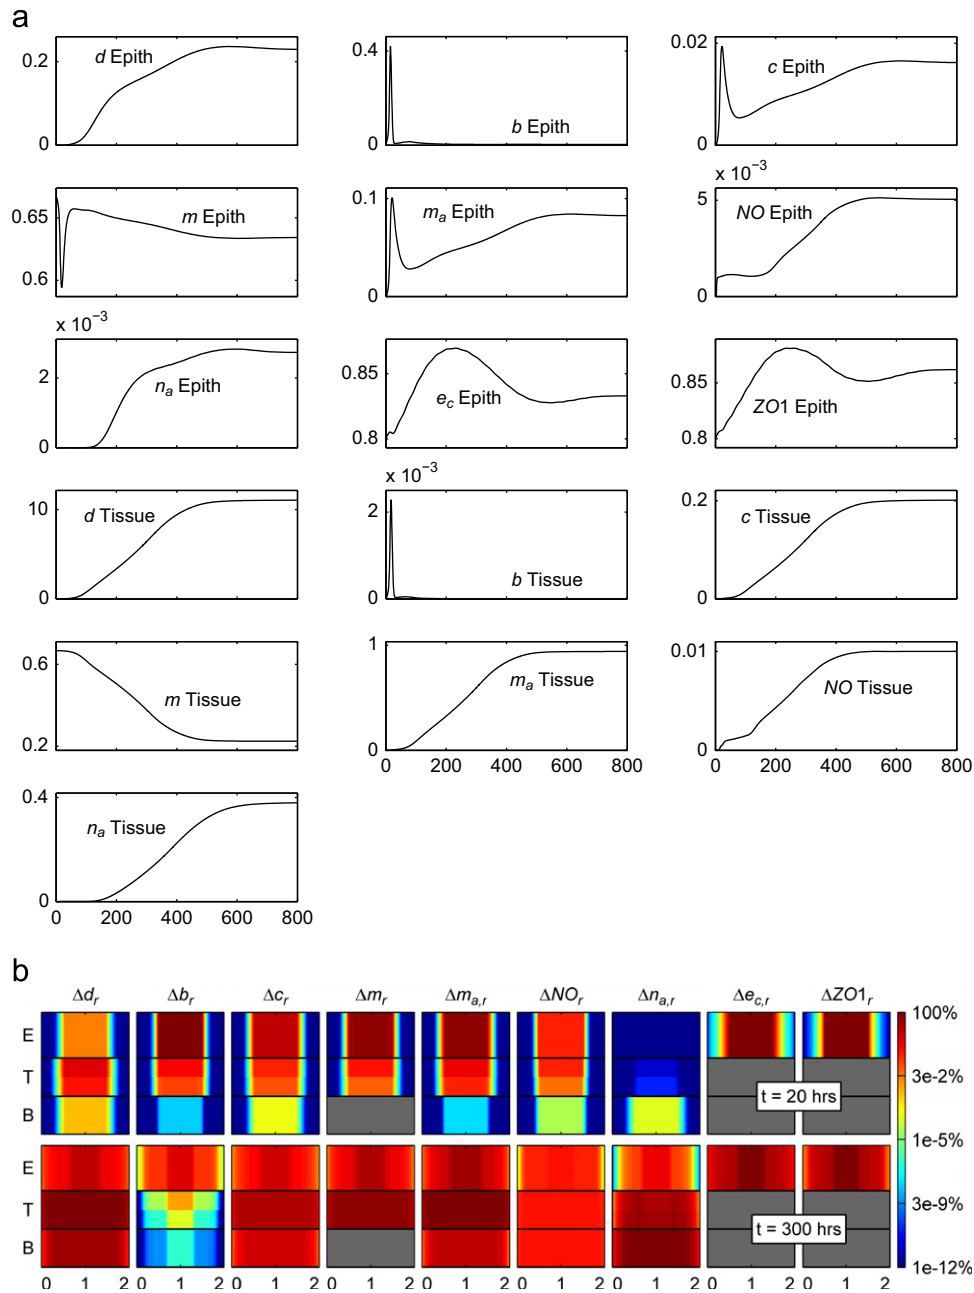 a
d Epith
0.2
0
b Epith
0.4
0
c Epith
0.02
0
m Epith
0.65
0.6
m_a Epith
0.1
0
× 10⁻³
NO Epith
5
0
× 10⁻³
n_a Epith
2
0
e_c Epith
0.85
0.8
ZO1 Epith
0.85
0.8
d Tissue
10
0
× 10⁻³
b Tissue
2
0
c Tissue
0.2
0
m Tissue
0.6
0.2
m_a Tissue
1
0
0 200 400 600 800
NO Tissue
0.01
0
0 200 400 600 800
n_a Tissue
0.4
0
0 200 400 600 800
b
Δd_r Δb_r Δc_r Δm_r Δm_a,r ΔNO_r Δn_a,r Δe_c,r ΔZO1_r
E
T
B
t = 20 hrs
E
T
B
t = 300 hrs
0 1 2 0 1 2 0 1 2 0 1 2 0 1 2 0 1 2 0 1 2 0 1 2 0 1 2
100%
3e-2%
1e-5%
3e-9%
1e-12%